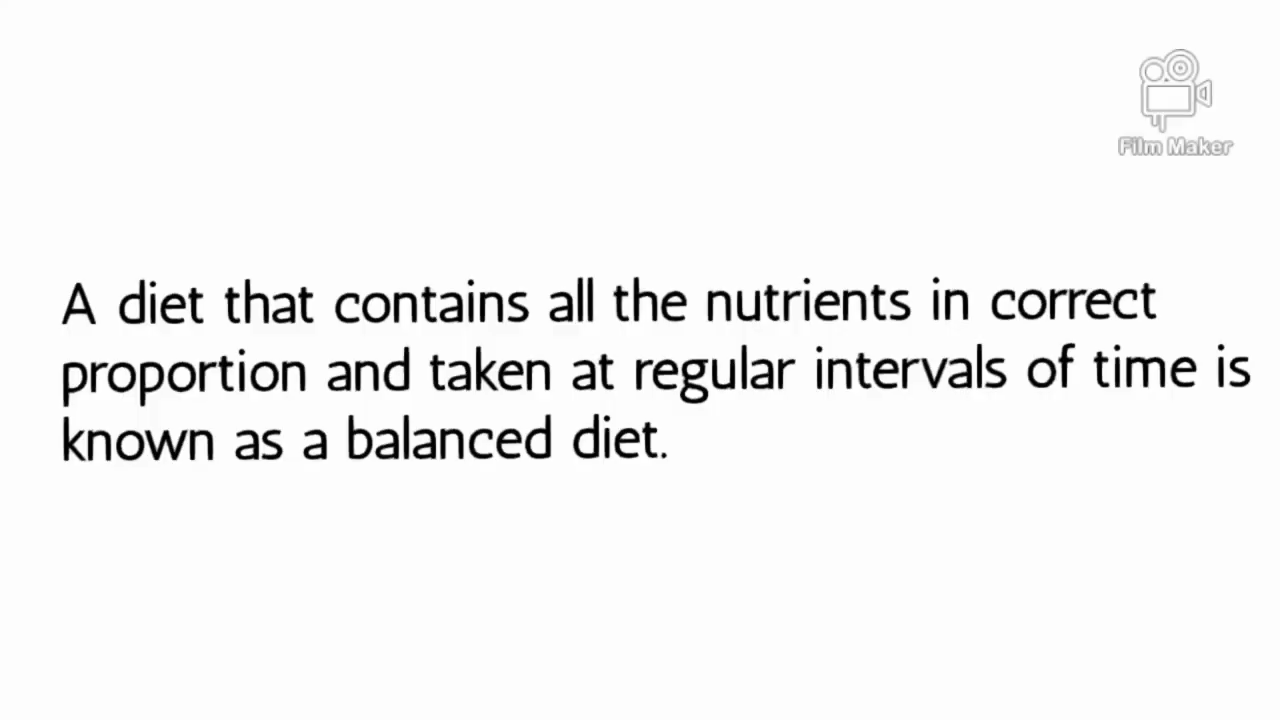 Film Maker
A diet that contains all the nutrients in correct
proportion and taken at regular intervals of time is
known as a balanced diet.